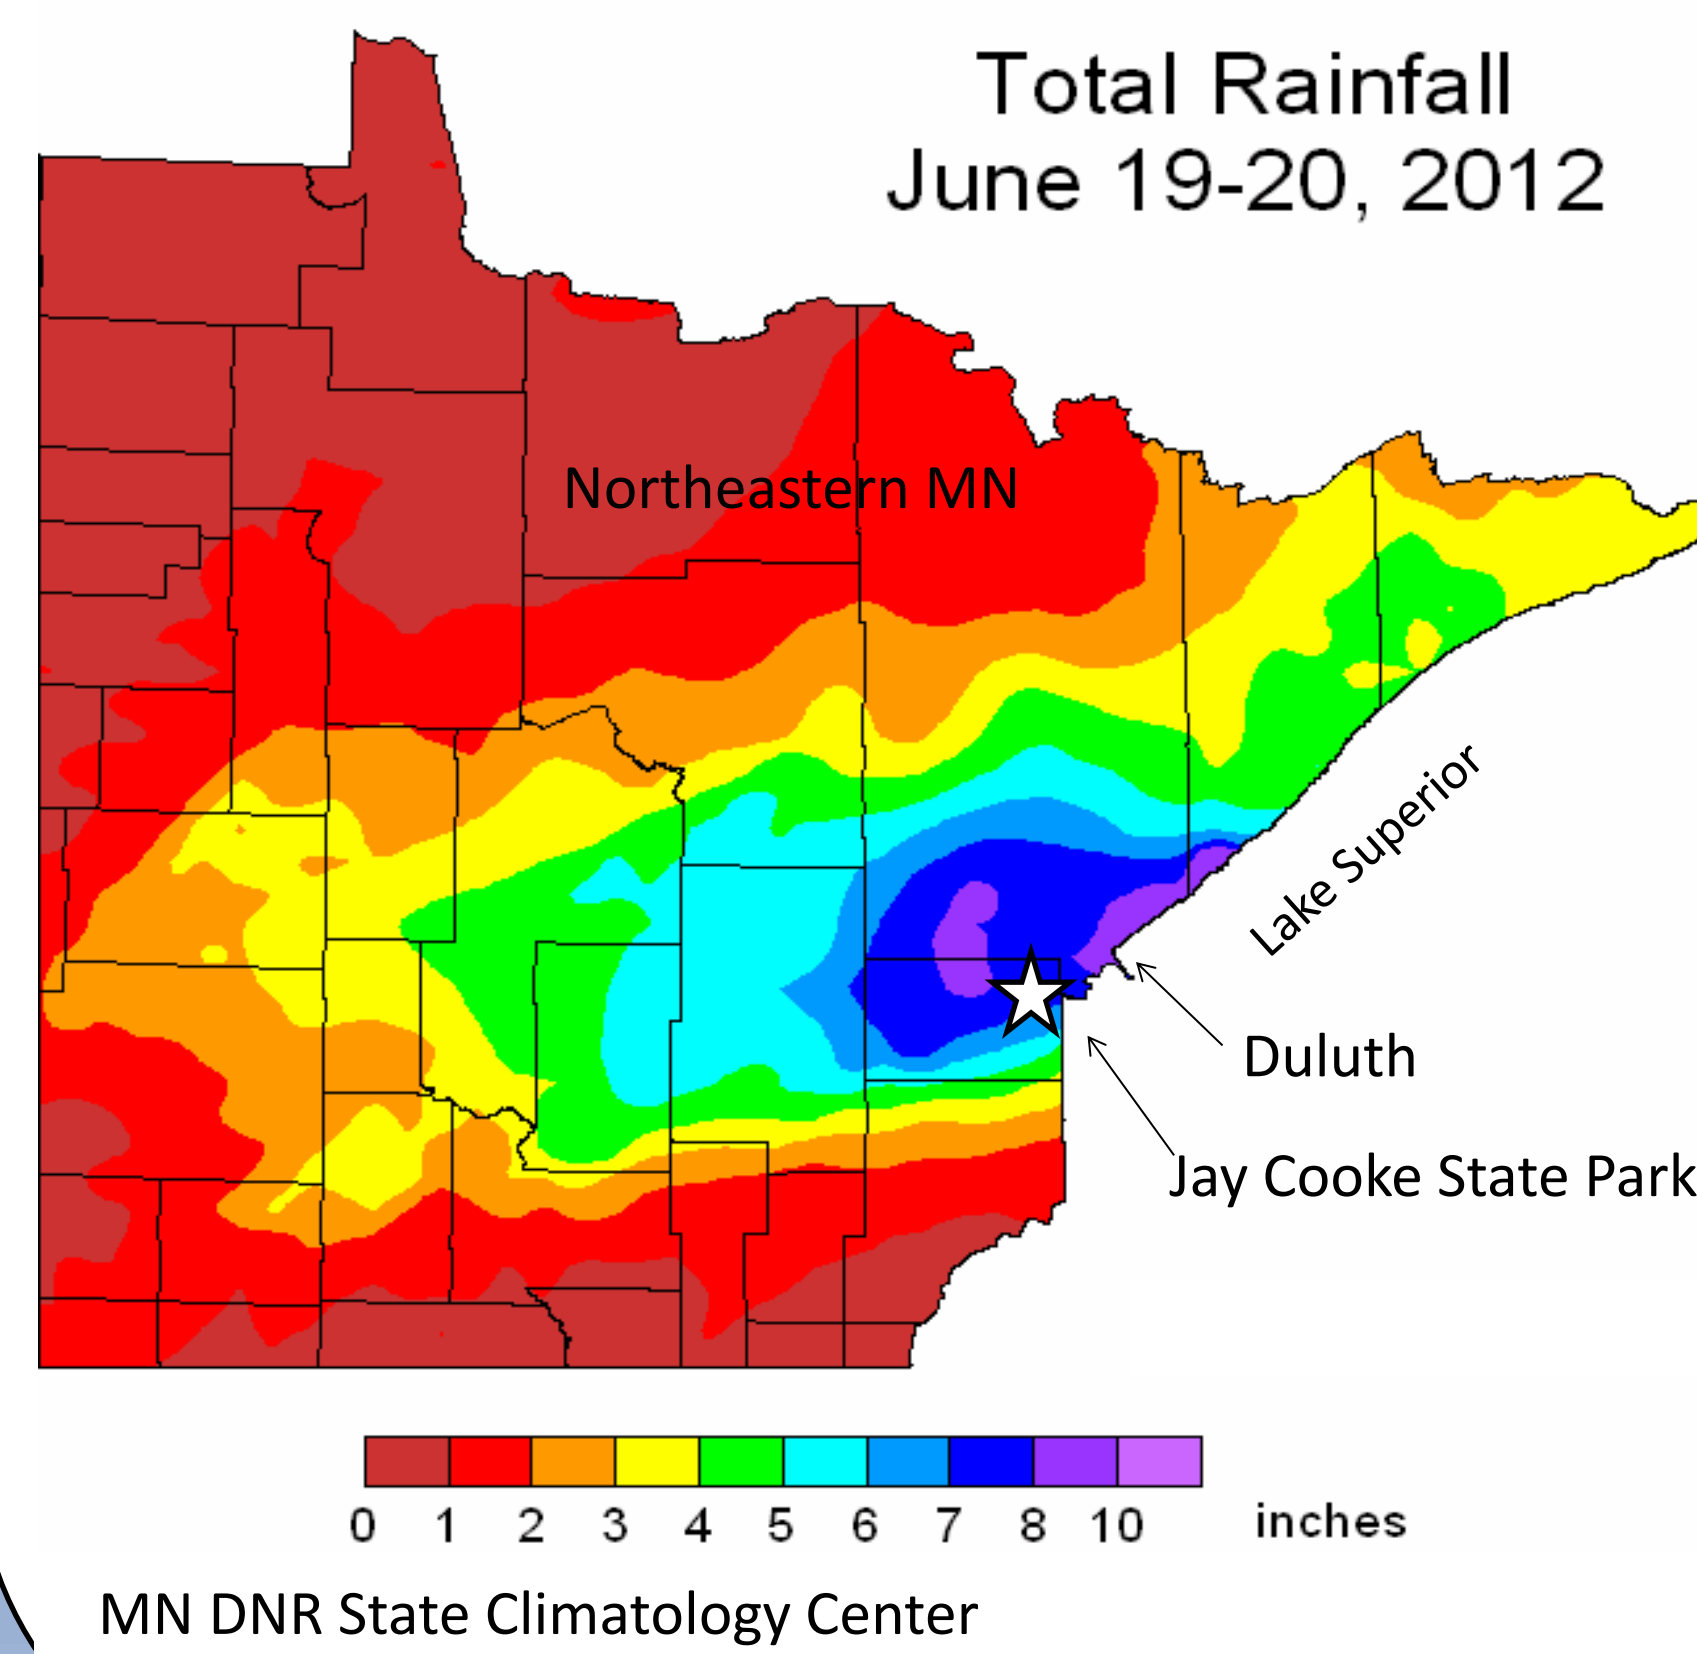 Total Rainfall
June 19-20, 2012
Northeastern MN
Lake Superior
Duluth
Jay Cooke State Park
0 1 2 3 4 5 6 7 8 10 inches
MN DNR State Climatology Center